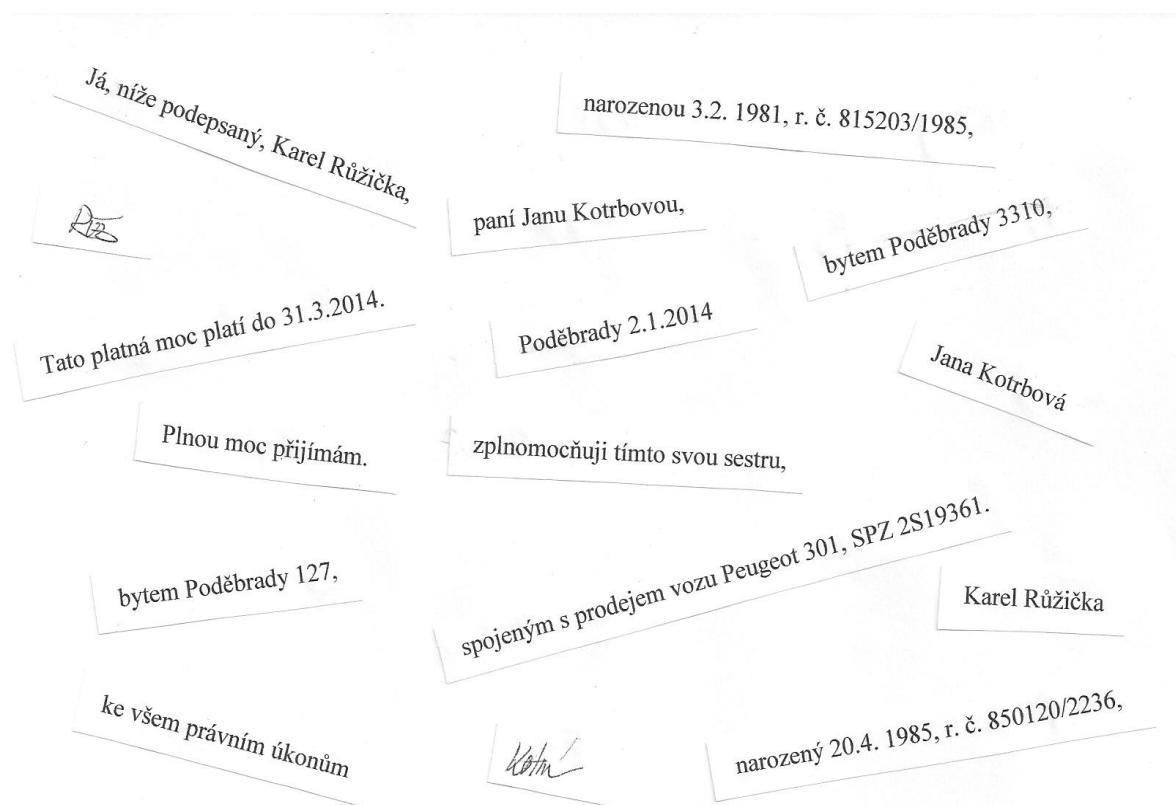 Já, níže podepsaný, Karel Růžička,
narozenou 3.2. 1981, r. č. 815203/1985,
paní Janu Kotrbovou,
bytem Poděbrady 3310,
Tato platná moc platí do 31.3.2014.
Poděbrady 2.1.2014
Jana Kotrbová
Plnou moc přijímám.
zplnomocňuji tímto svou sestru,
bytem Poděbrady 127,
spojeným s prodejem vozu Peugeot 301, SPZ 2S19361.
Karel Růžička
ke všem právním úkonům
narozený 20.4. 1985, r. č. 850120/2236,